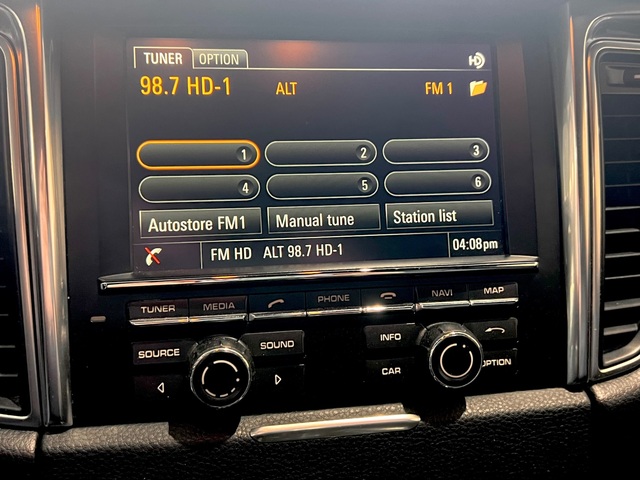 TUNER OPTION
98.7 HD-1 ALT FM 1
1 2 3
4 5 6
Autostore FM1 Manual tune Station list
FM HD ALT 98.7 HD-1 04:08pm
TUNER MEDIA PHONE NAVI MAP
SOURCE SOUND INFO
CAR OPTION